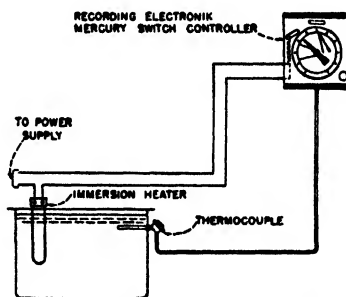 RECORDING ELECTRONIK
MERCURY SWITCH CONTROLLER
TO POWER
SUPPLY
IMMERSION HEATER
THERMOCOUPLE